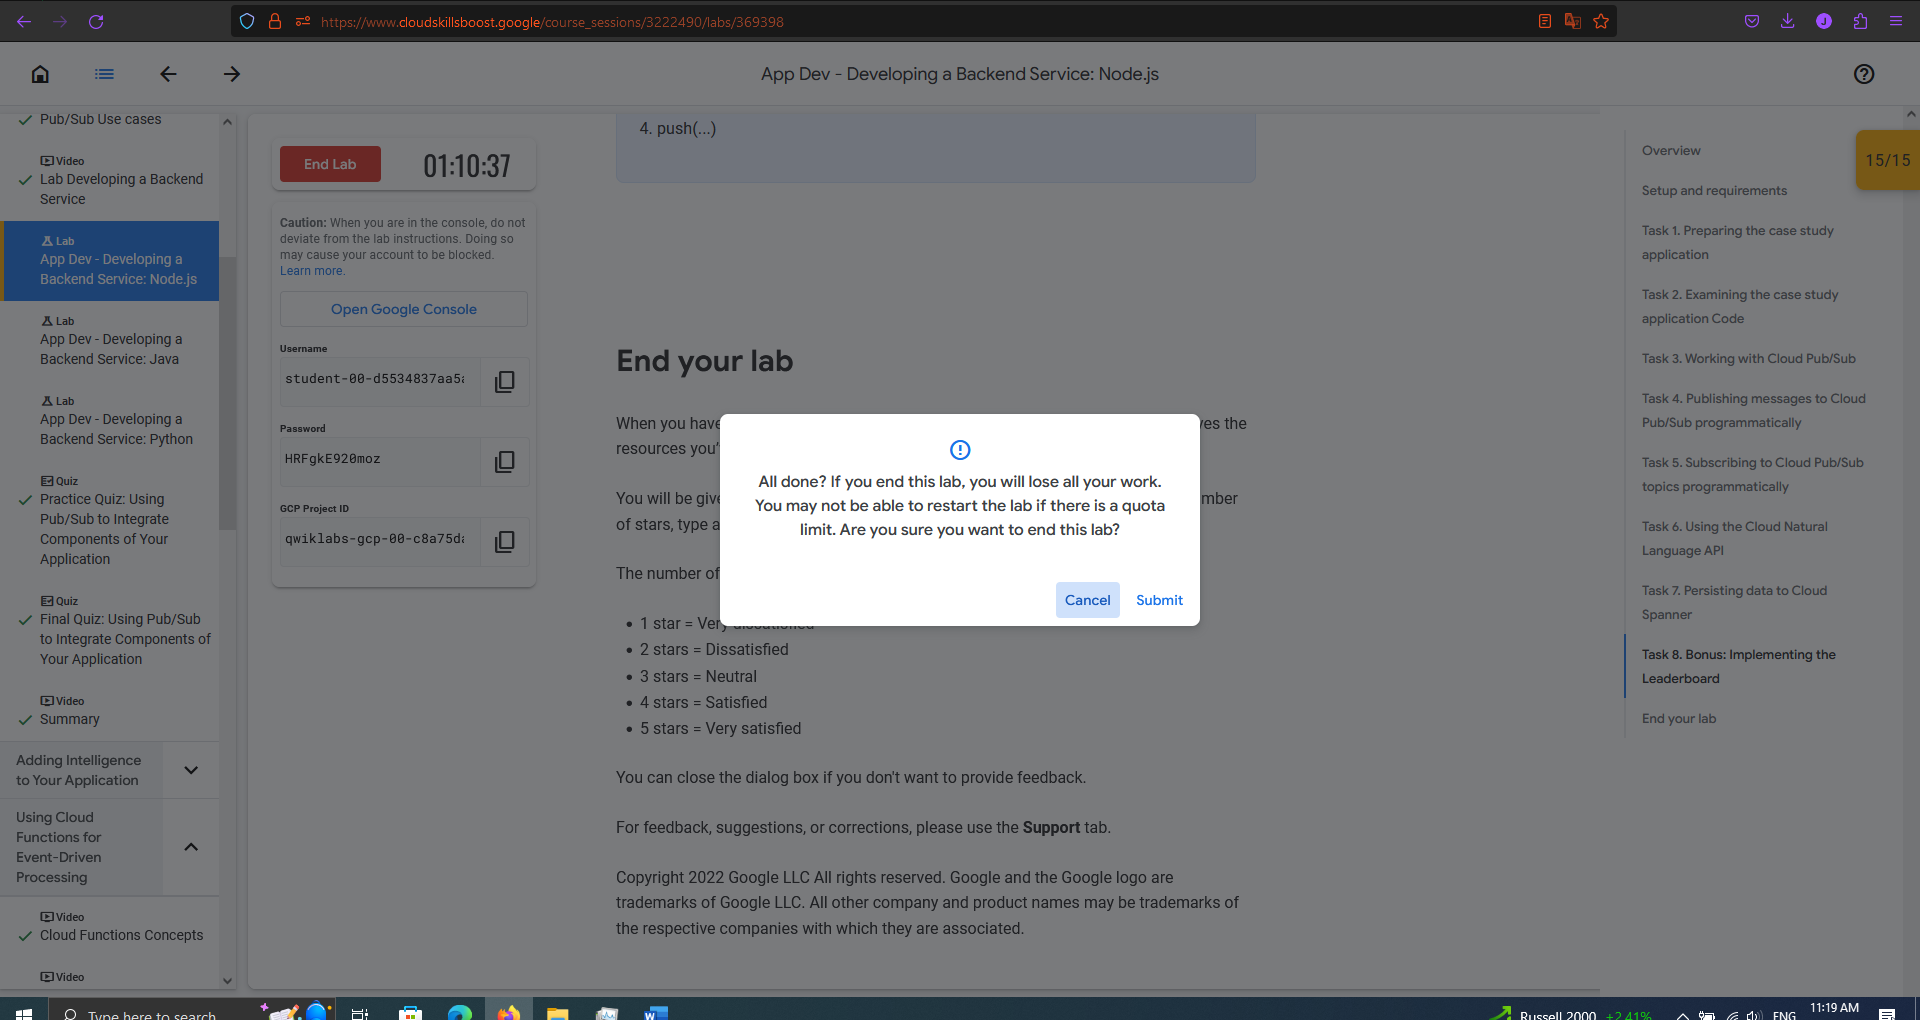 https://www.cloudskillsboost.google/course_sessions/3222490/labs/369398
App Dev - Developing a Backend Service: Node.js
Pub/Sub Use cases
Video
Lab Developing a Backend
Service
Lab
App Dev - Developing a
Backend Service: Node.js
Lab
App Dev - Developing a
Backend Service: Java
Lab
App Dev - Developing a
Backend Service: Python
Quiz
Practice Quiz: Using
Pub/Sub to Integrate
Components of Your
Application
Quiz
Final Quiz: Using Pub/Sub
to Integrate Components of
Your Application
Video
Summary
Adding Intelligence
to Your Application
Using Cloud
Functions for
Event-Driven
Processing
Video
Cloud Functions Concepts
Video
End Lab
01:10:37
Caution: When you are in the console, do not
deviate from the lab instructions. Doing so
may cause your account to be blocked.
Learn more.
Open Google Console
Username
student-00-d5534837aa5a
Password
HRFgkE920moz
GCP Project ID
qwiklabs-gcp-00-c8a75da
4. push(...)
End your lab
When you have
ves the
resources you'
You will be give
mber
of stars, type a
The number of
1 star = Very dissatisfied
2 stars = Dissatisfied
3 stars = Neutral
4 stars = Satisfied
5 stars = Very satisfied
You can close the dialog box if you don't want to provide feedback.
For feedback, suggestions, or corrections, please use the Support tab.
Copyright 2022 Google LLC All rights reserved. Google and the Google logo are
trademarks of Google LLC. All other company and product names may be trademarks of
the respective companies with which they are associated.
All done? If you end this lab, you will lose all your work.
You may not be able to restart the lab if there is a quota
limit. Are you sure you want to end this lab?
Cancel
Submit
Overview
15/15
Setup and requirements
Task 1. Preparing the case study
application
Task 2. Examining the case study
application Code
Task 3. Working with Cloud Pub/Sub
Task 4. Publishing messages to Cloud
Pub/Sub programmatically
Task 5. Subscribing to Cloud Pub/Sub
topics programmatically
Task 6. Using the Cloud Natural
Language API
Task 7. Persisting data to Cloud
Spanner
Task 8. Bonus: Implementing the
Leaderboard
End your lab
Type here to search
Russell 2000 +2.41%
ENG
11:19 AM